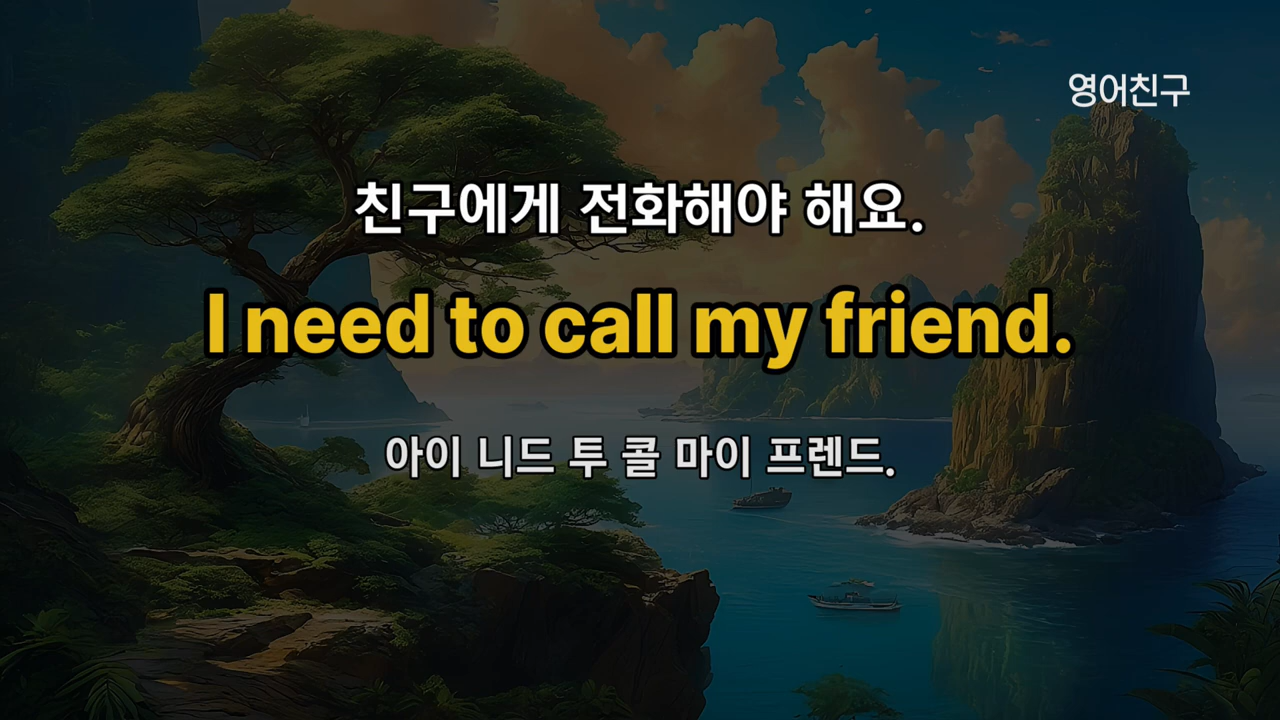 영어친구
친구에게 전화해야 해요.
I need to call my friend.
아이 니드 투 콜 마이 프렌드.